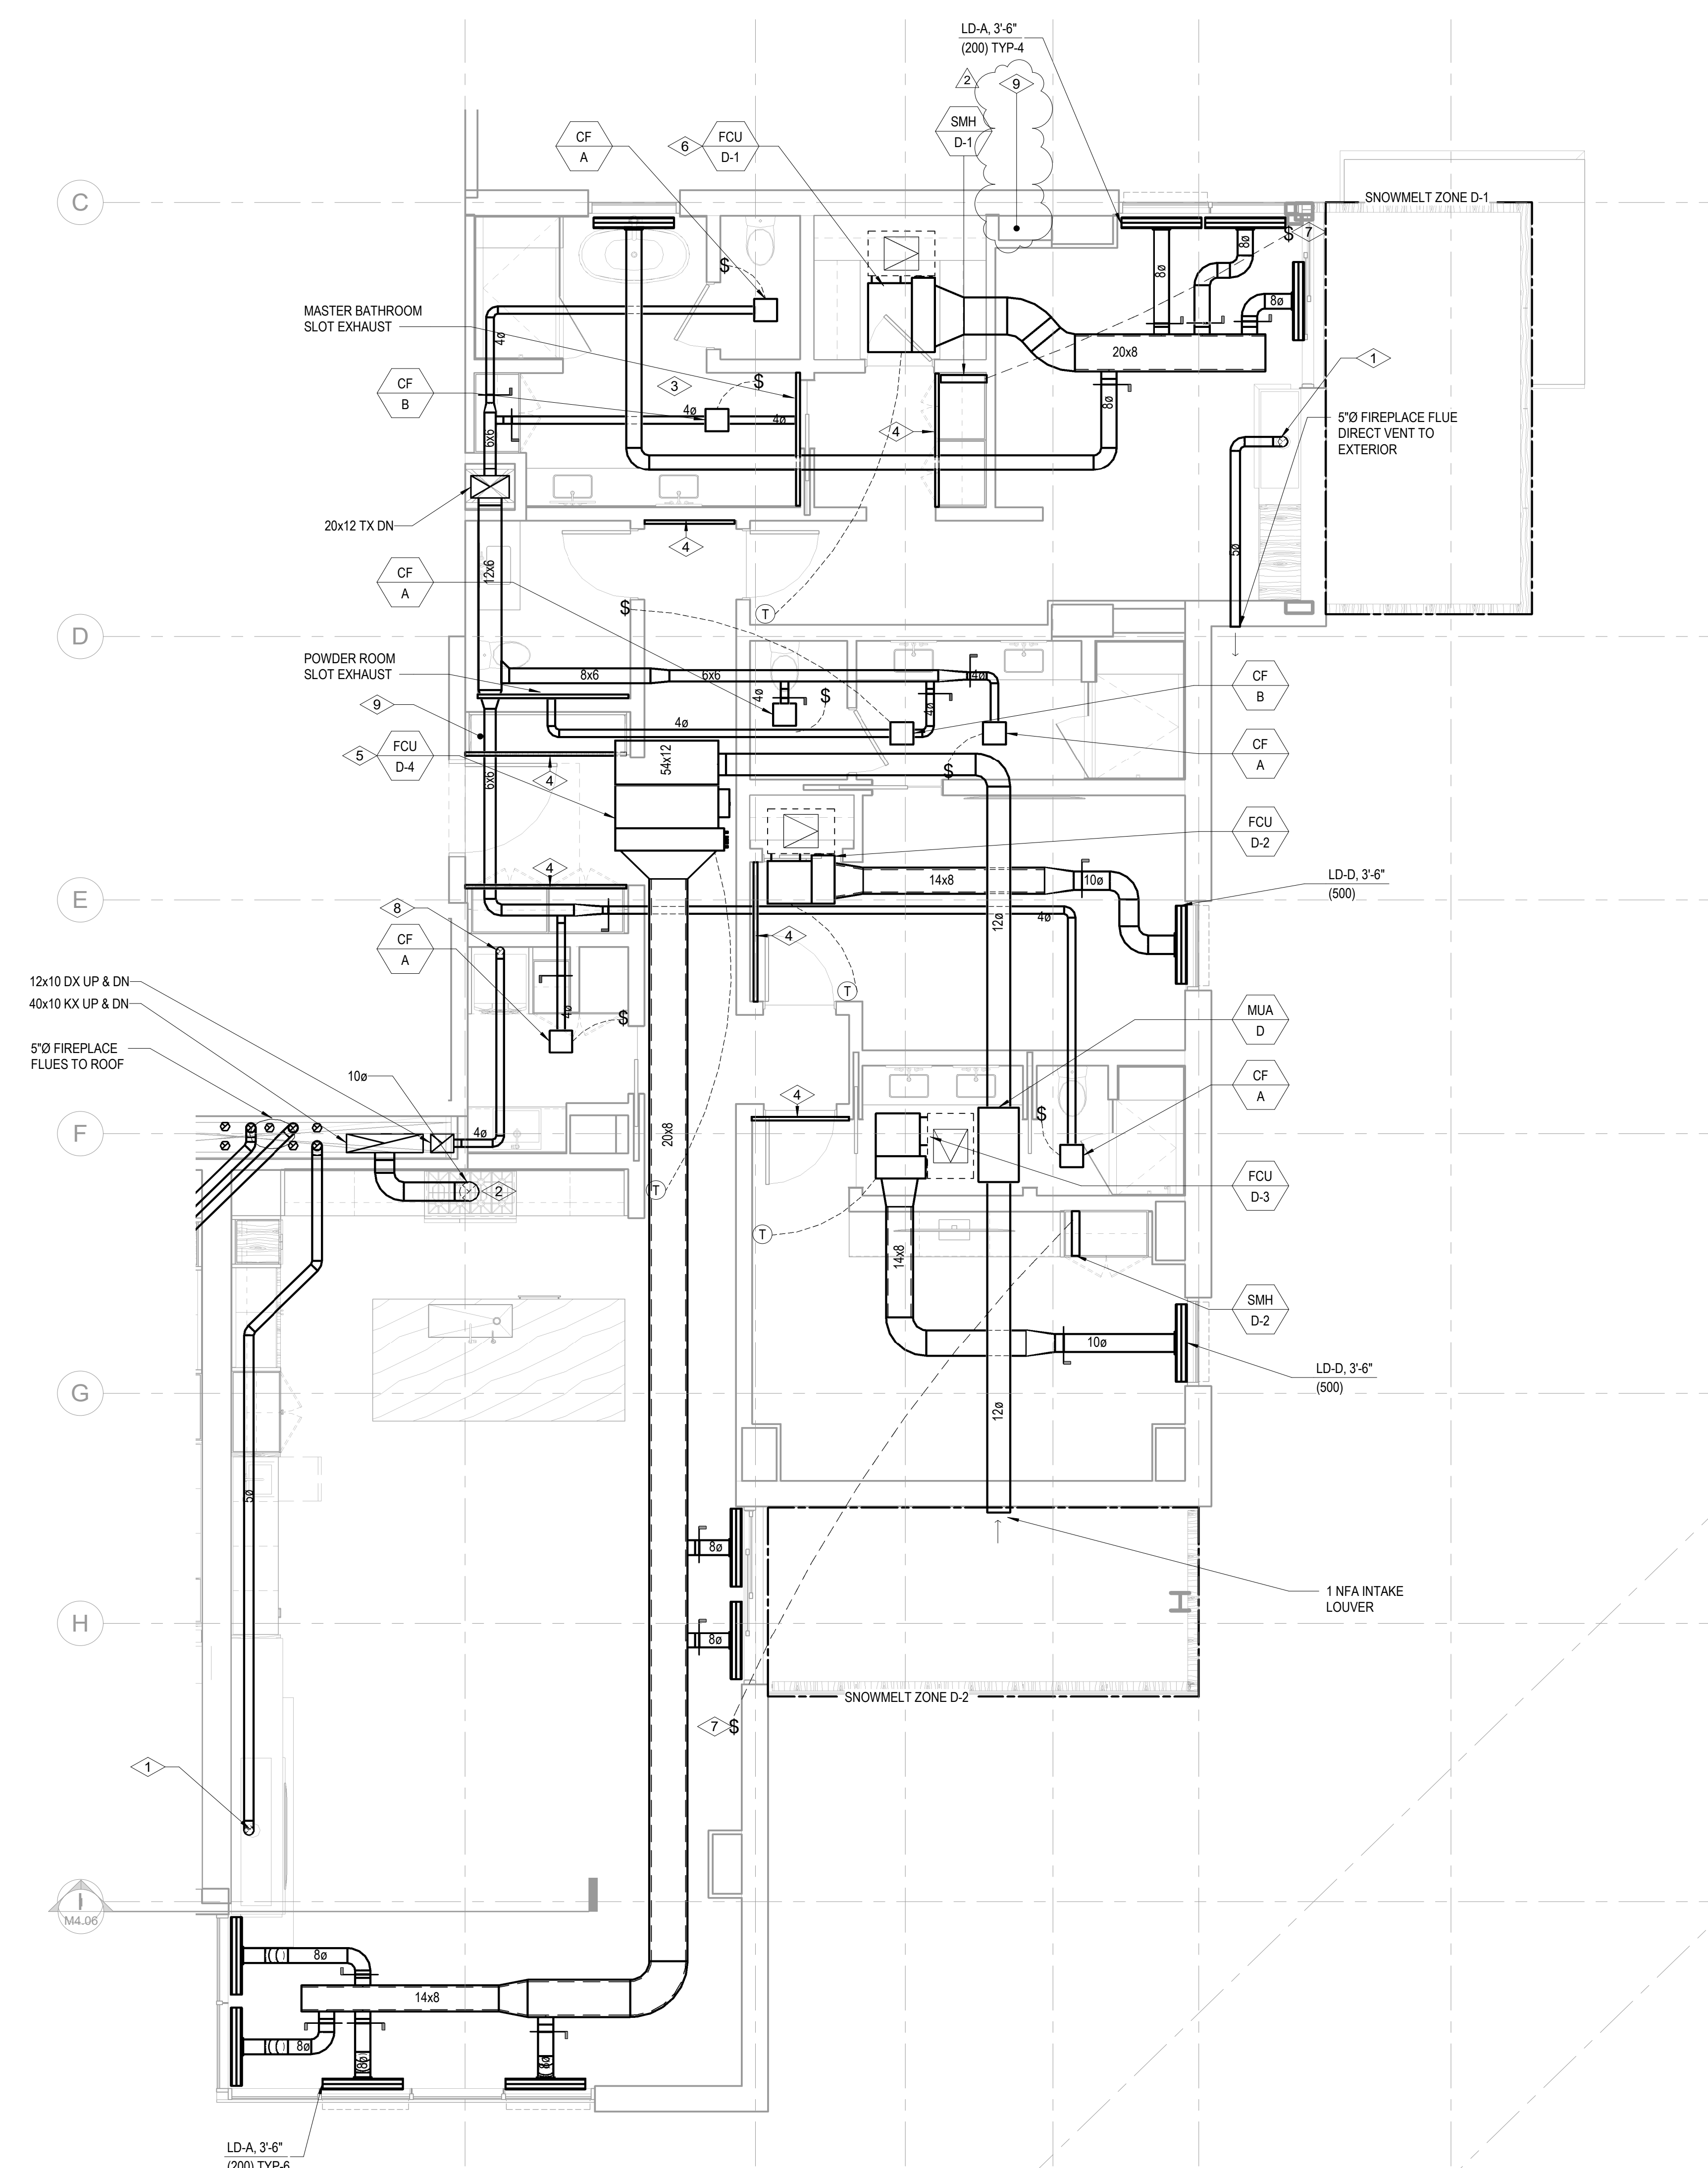 LD-A, 3'-6"
(200) TYP-4
2
9
SMH
D-1
CF
A
6
FCU
D-1
C
SNOWMELT ZONE D-1
$
7
8ø
8ø
8ø
$
MASTER BATHROOM
SLOT EXHAUST
4ø
20x8
1
3
$
CF
B
4ø
4ø
8ø
6x6
4
5"Ø FIREPLACE FLUE
DIRECT VENT TO
EXTERIOR
20x12 TX DN
4
5ø
12x6
CF
A
$
T
D
POWDER ROOM
SLOT EXHAUST
8x6
6x6
4ø
4ø
$
4ø
CF
B
9
4ø
5
FCU
D-4
54x12
CF
A
4
6x6
$
FCU
D-2
4
14x8
10ø
LD-D, 3'-6"
(500)
E
8
12ø
4ø
CF
A
4
12x10 DX UP & DN
40x10 KX UP & DN
T
4ø
$
MUA
D
5"Ø FIREPLACE
FLUES TO ROOF
10ø
CF
A
4
$
F
4ø
20x8
2
T
FCU
D-3
T
14x8
SMH
D-2
10ø
LD-D, 3'-6"
(500)
G
12ø
5ø
8ø
1 NFA INTAKE
LOUVER
H
8ø
SNOWMELT ZONE D-2
7
$
1
I
M4.06
8ø
14x8
8ø
8ø
8ø
LD-A, 3'-6"
(200) TYP-6